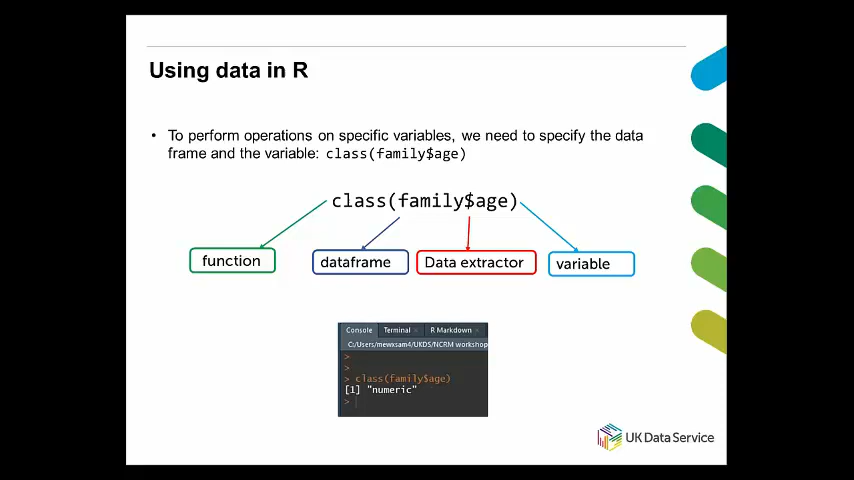 Using data in R
• To perform operations on specific variables, we need to specify the data
frame and the variable: class(family$age)
class(family$age)
function
dataframe
Data extractor
variable
Console Terminal × R Markdown ×
C:/Users/mewxsam4/UKDS/NCRM workshop
>
>
> class(family$age)
[1] "numeric"
>
UK Data Service